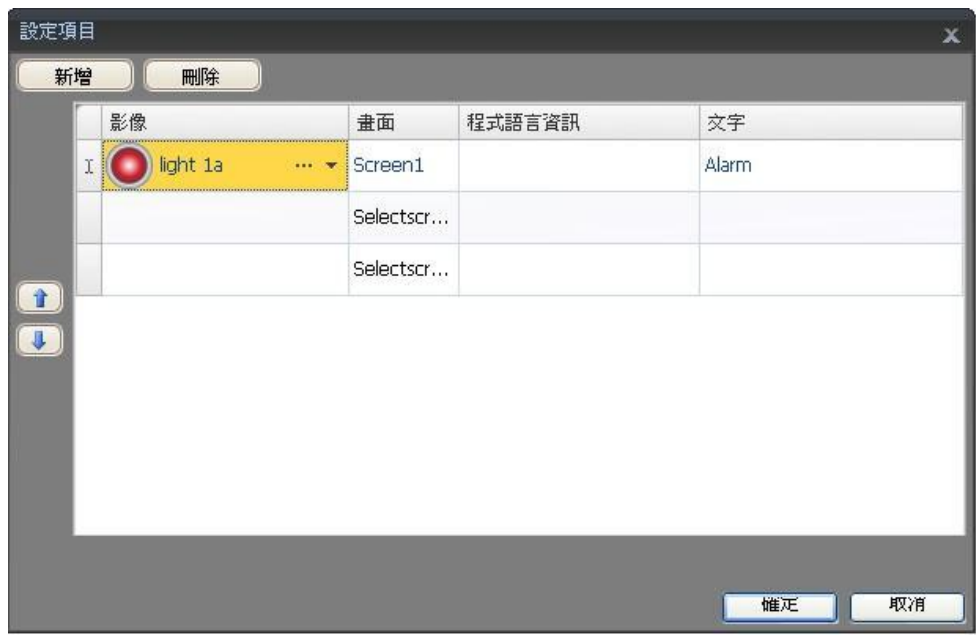 設定項目
x
新增 刪除
影像 畫面 程式語言資訊 文字
light 1a ... Screen1 Alarm
Selectscr...
Selectscr...
確定 取消